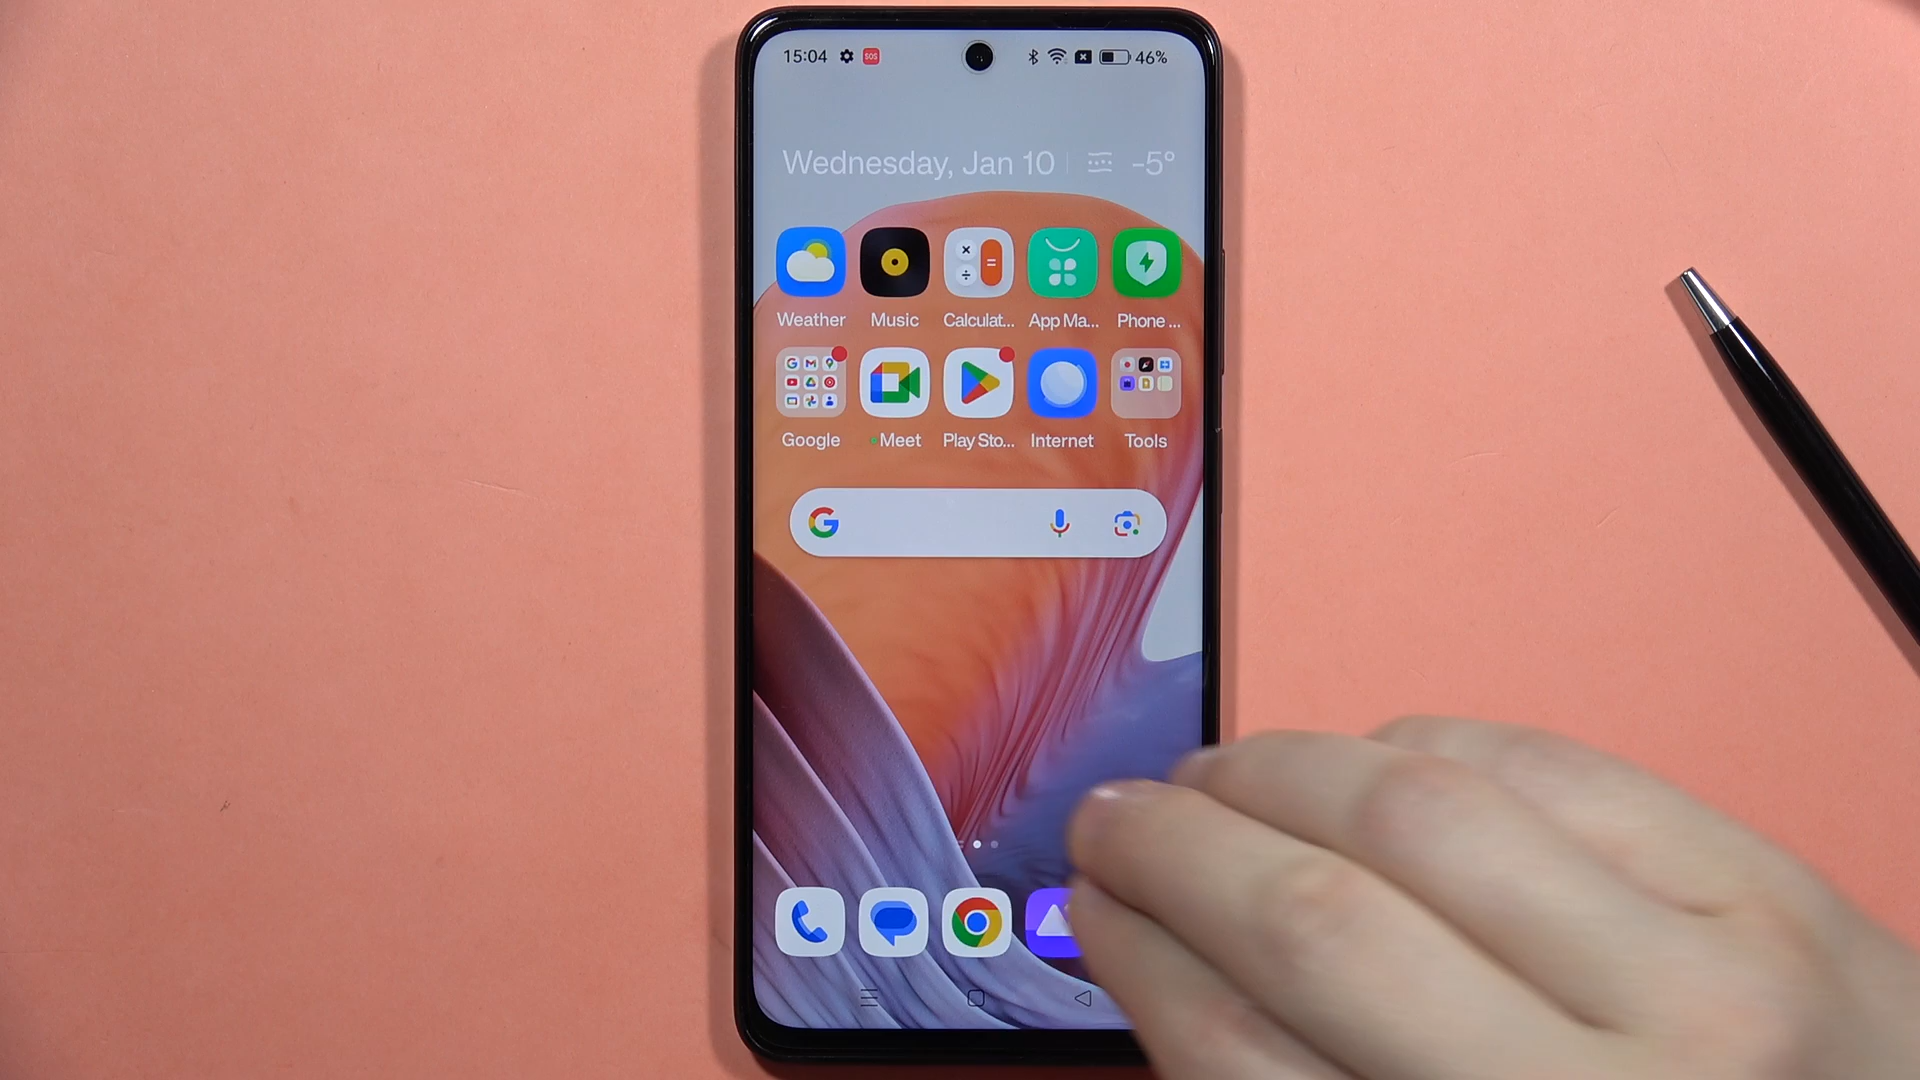 15:04 SOS 46%
Wednesday, Jan 10 -5°
Weather Music Calculat... App Ma... Phone ...
Google Meet Play Sto... Internet Tools